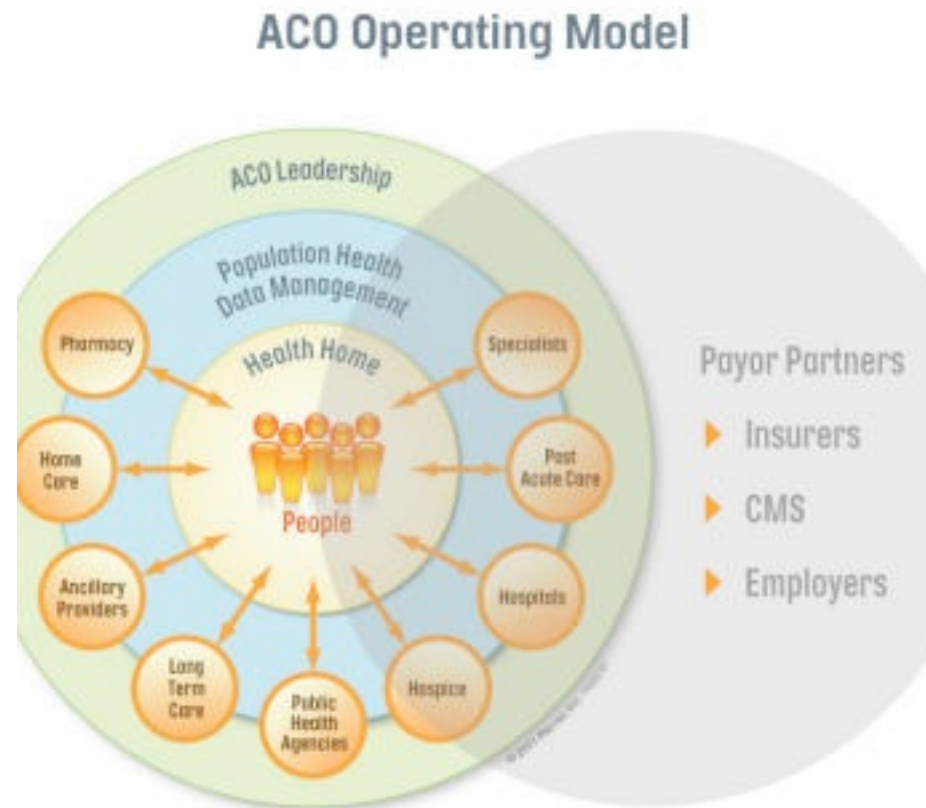 ACO Operating Model
ACO Leadership
Population Health
Data Management
Health Home
People
Pharmacy
Home
Care
Ancillary
Providers
Long
Term
Care
Public
Health
Agencies
Hospice
Hospitals
Post
Acute Care
Specialists
Payor Partners
Insurers
CMS
Employers